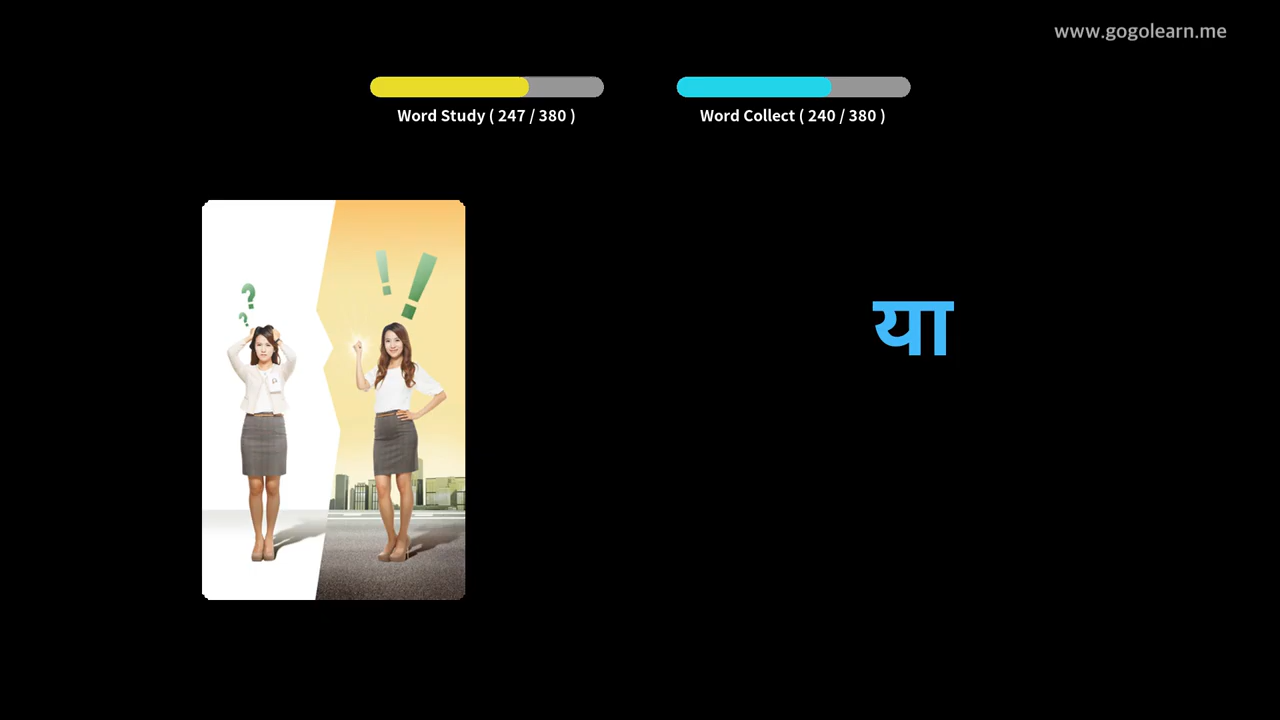 www.gogolearn.me
Word Study ( 247 / 380 )
Word Collect ( 240 / 380 )
? ? ! !
या